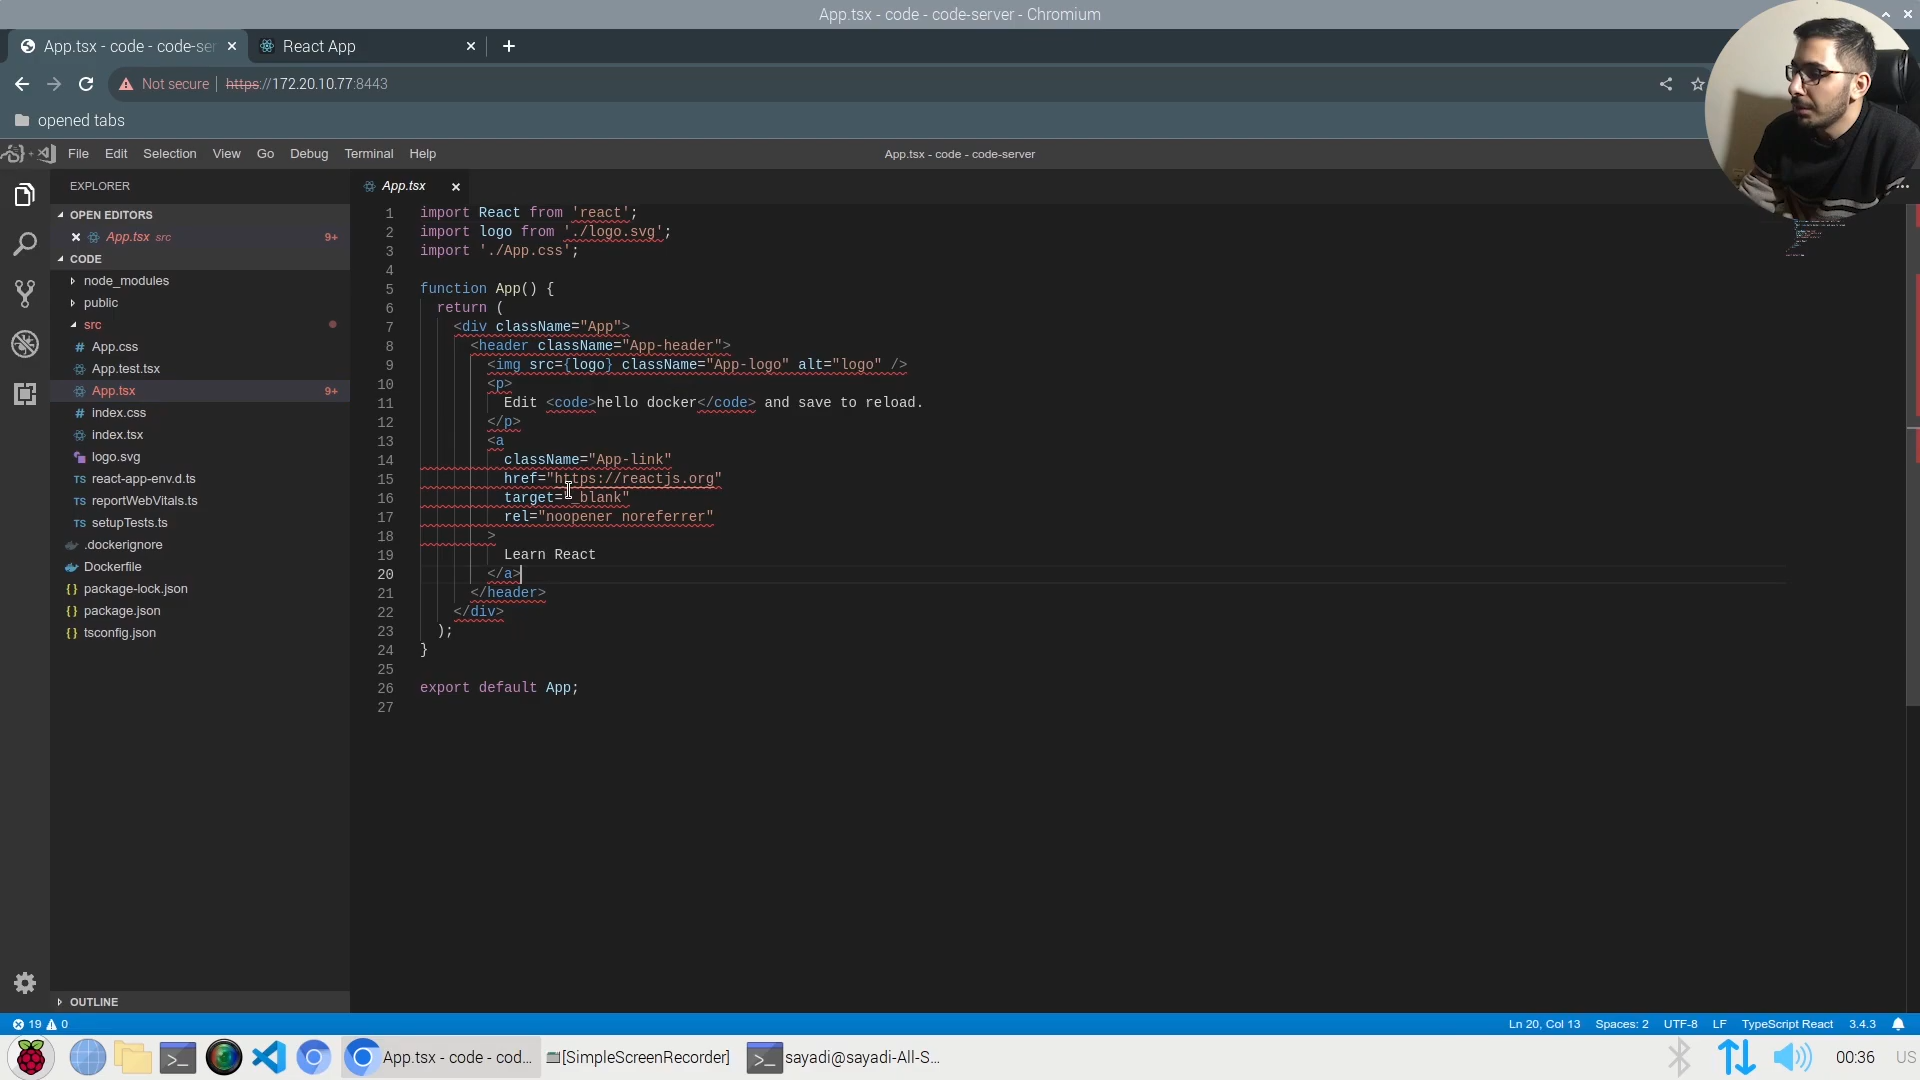 App.tsx - code - code-server - Chromium
App.tsx - code - code-ser
React App
Not secure
https://172.20.10.77:8443
opened tabs
File Edit Selection View Go Debug Terminal Help
App.tsx - code - code-server
EXPLORER
OPEN EDITORS
App.tsx src 9+
CODE
node_modules
public
src
App.css
App.test.tsx
App.tsx 9+
index.css
index.tsx
logo.svg
TS react-app-env.d.ts
TS reportWebVitals.ts
TS setupTests.ts
.dockerignore
Dockerfile
{} package-lock.json
{} package.json
{} tsconfig.json
OUTLINE
App.tsx
1 import React from 'react';
2 import logo from './logo.svg';
3 import './App.css';
4
5 function App() {
6 return (
7 <div className="App">
8 <header className="App-header">
9 <img src={logo} className="App-logo" alt="logo" />
10 <p>
11 Edit <code>hello docker</code> and save to reload.
12 </p>
13 <a
14 className="App-link"
15 href="https://reactjs.org"
16 target="_blank"
17 rel="noopener noreferrer"
18 >
19 Learn React
20 </a>
21 </header>
22 </div>
23 );
24 }
25
26 export default App;
27
19 0
Ln 20, Col 13 Spaces: 2 UTF-8 LF TypeScript React 3.4.3
App.tsx - code - cod...
[SimpleScreenRecorder]
sayadi@sayadi-All-S...
00:36
US